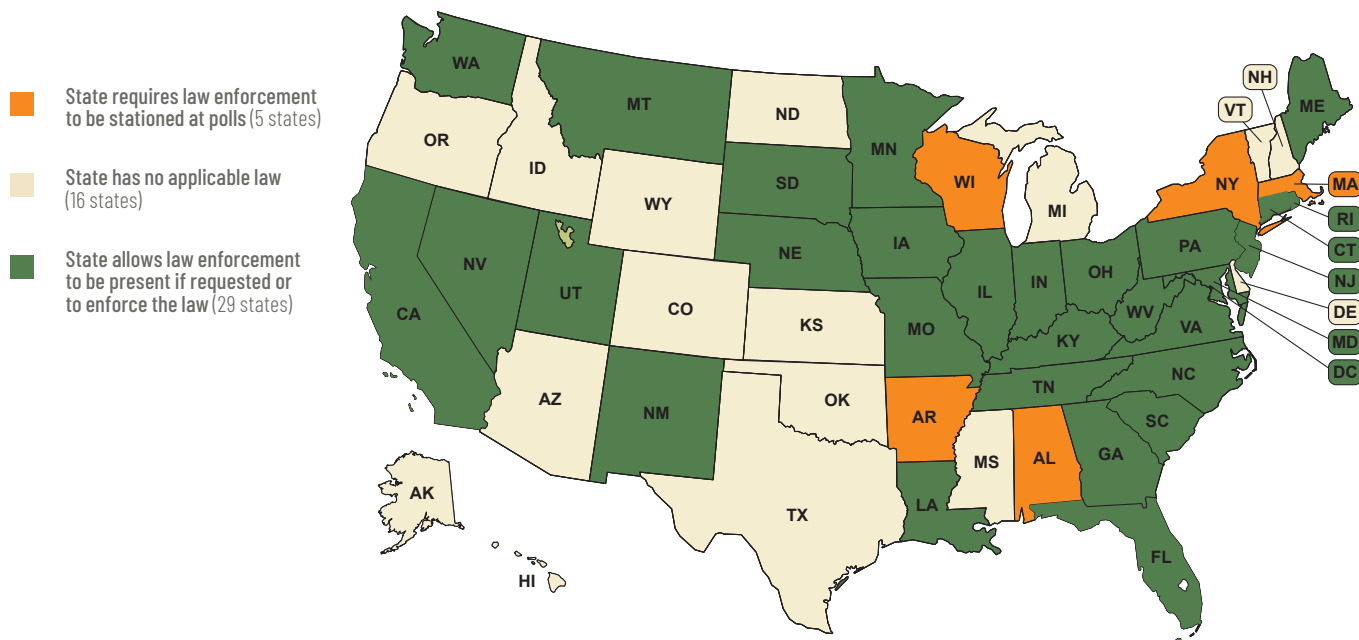 State requires law enforcement
to be stationed at polls (5 states)
State has no applicable law
(16 states)
State allows law enforcement
to be present if requested or
to enforce the law (29 states)
WA
MT
ND
MN
NH
VT
ME
OR
ID
SD
WI
NY
MA
WY
MI
RI
NE
IA
PA
CT
NV
UT
CO
IL
IN
OH
NJ
CA
KS
MO
WV
VA
DE
KY
MD
AZ
NM
OK
AR
TN
NC
DC
SC
MS
AL
GA
AK
TX
LA
FL
HI